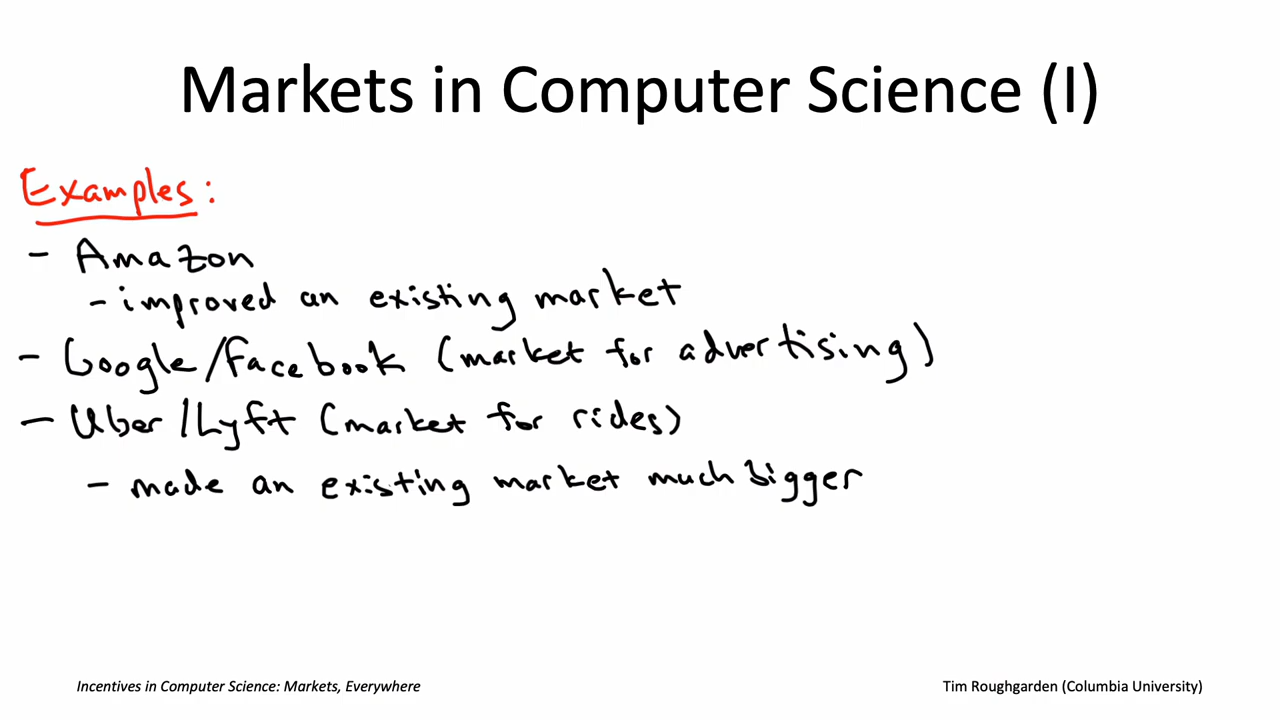 Markets in Computer Science (I)
Examples:
- Amazon
- improved an existing market
- Google/Facebook (market for advertising)
- Uber/Lyft (market for rides)
- made an existing market much bigger
Incentives in Computer Science: Markets, Everywhere
Tim Roughgarden (Columbia University)